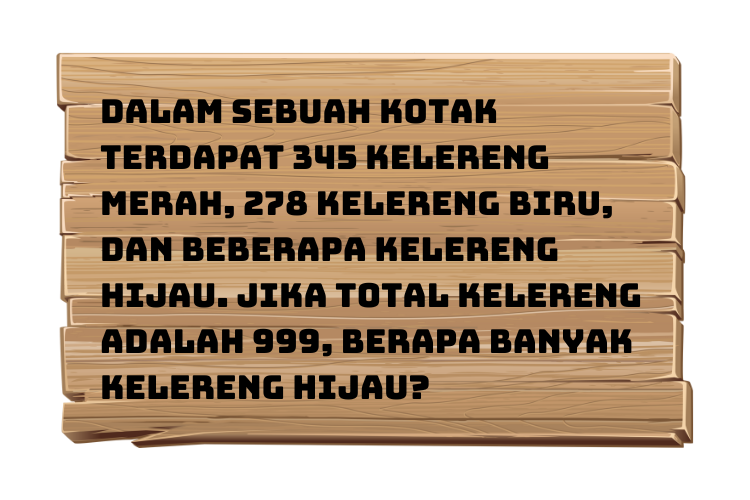 DALAM SEBUAH KOTAK
TERDAPAT 345 KELERENG
MERAH, 278 KELERENG BIRU,
DAN BEBERAPA KELERENG
HIJAU. JIKA TOTAL KELERENG
ADALAH 999, BERAPA BANYAK
KELERENG HIJAU?